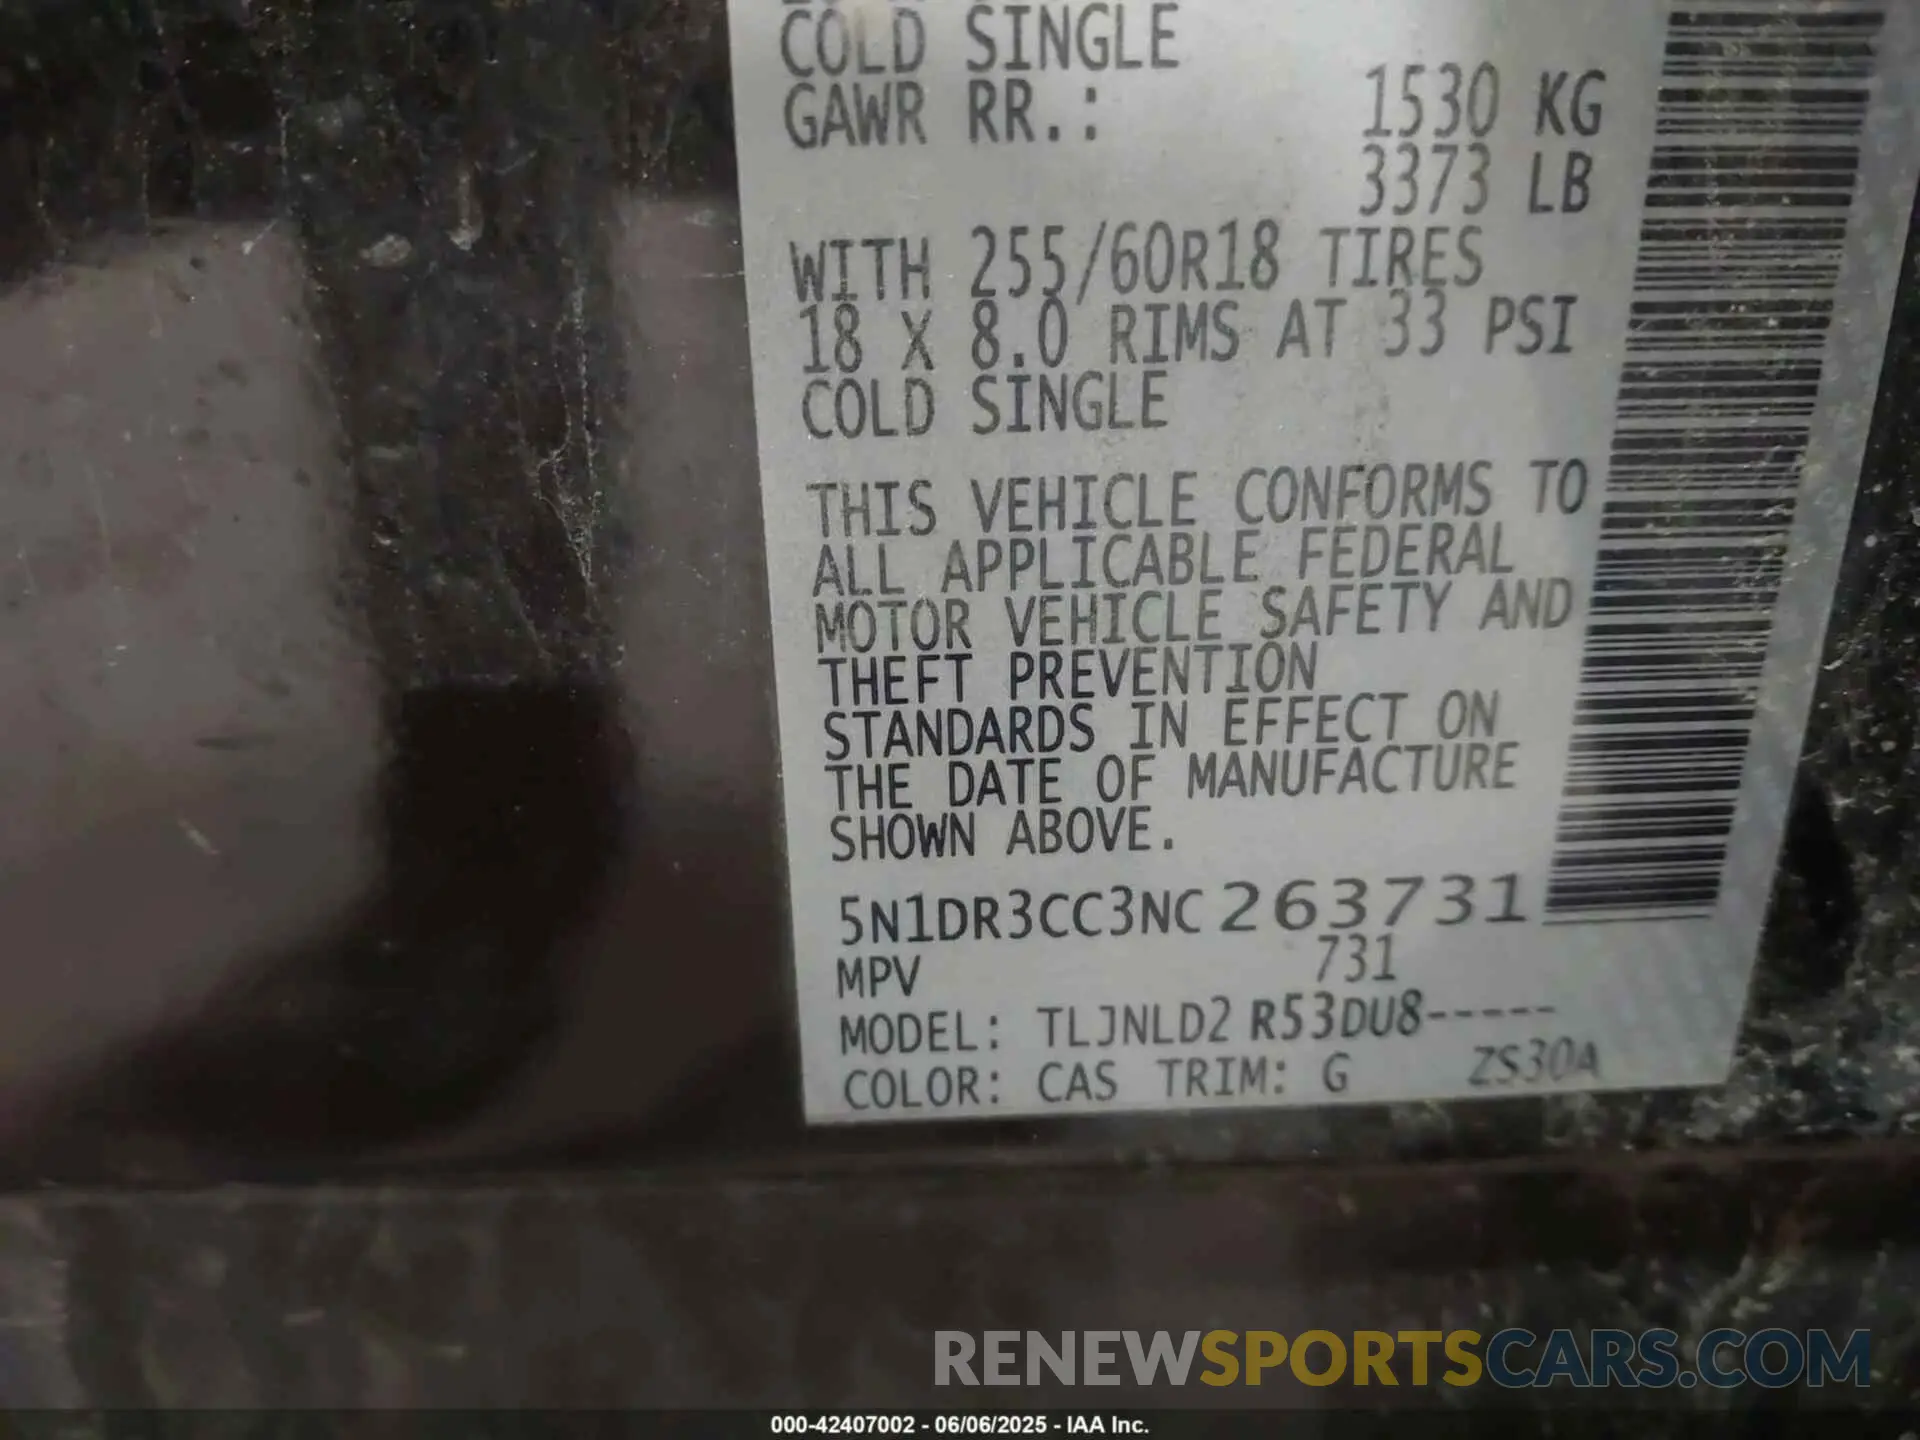 COLD SINGLE
GAWR RR.: 1530 KG
3373 LB
WITH 255/60R18 TIRES
18 X 8.0 RIMS AT 33 PSI
COLD SINGLE
THIS VEHICLE CONFORMS TO
ALL APPLICABLE FEDERAL
MOTOR VEHICLE SAFETY AND
THEFT PREVENTION
STANDARDS IN EFFECT ON
THE DATE OF MANUFACTURE
SHOWN ABOVE.
5N1DR3CC3NC263731
MPV 731
MODEL: TLJNLD2 R53DU8-----
COLOR: CAS TRIM: G ZS30A
RENEWSPORTSCARS.COM
000-42407002 - 06/06/2025 - IAA Inc.